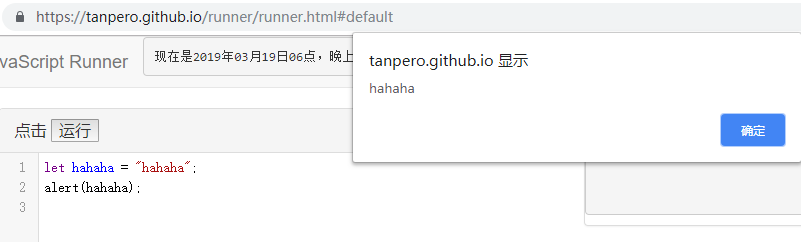 https://tanpero.github.io/runner/runner.html#default
vaScript Runner
现在是2019年03月19日06点，晚上
tanpero.github.io 显示
hahaha
确定
点击 运行
1 let hahaha = "hahaha";
2 alert(hahaha);
3